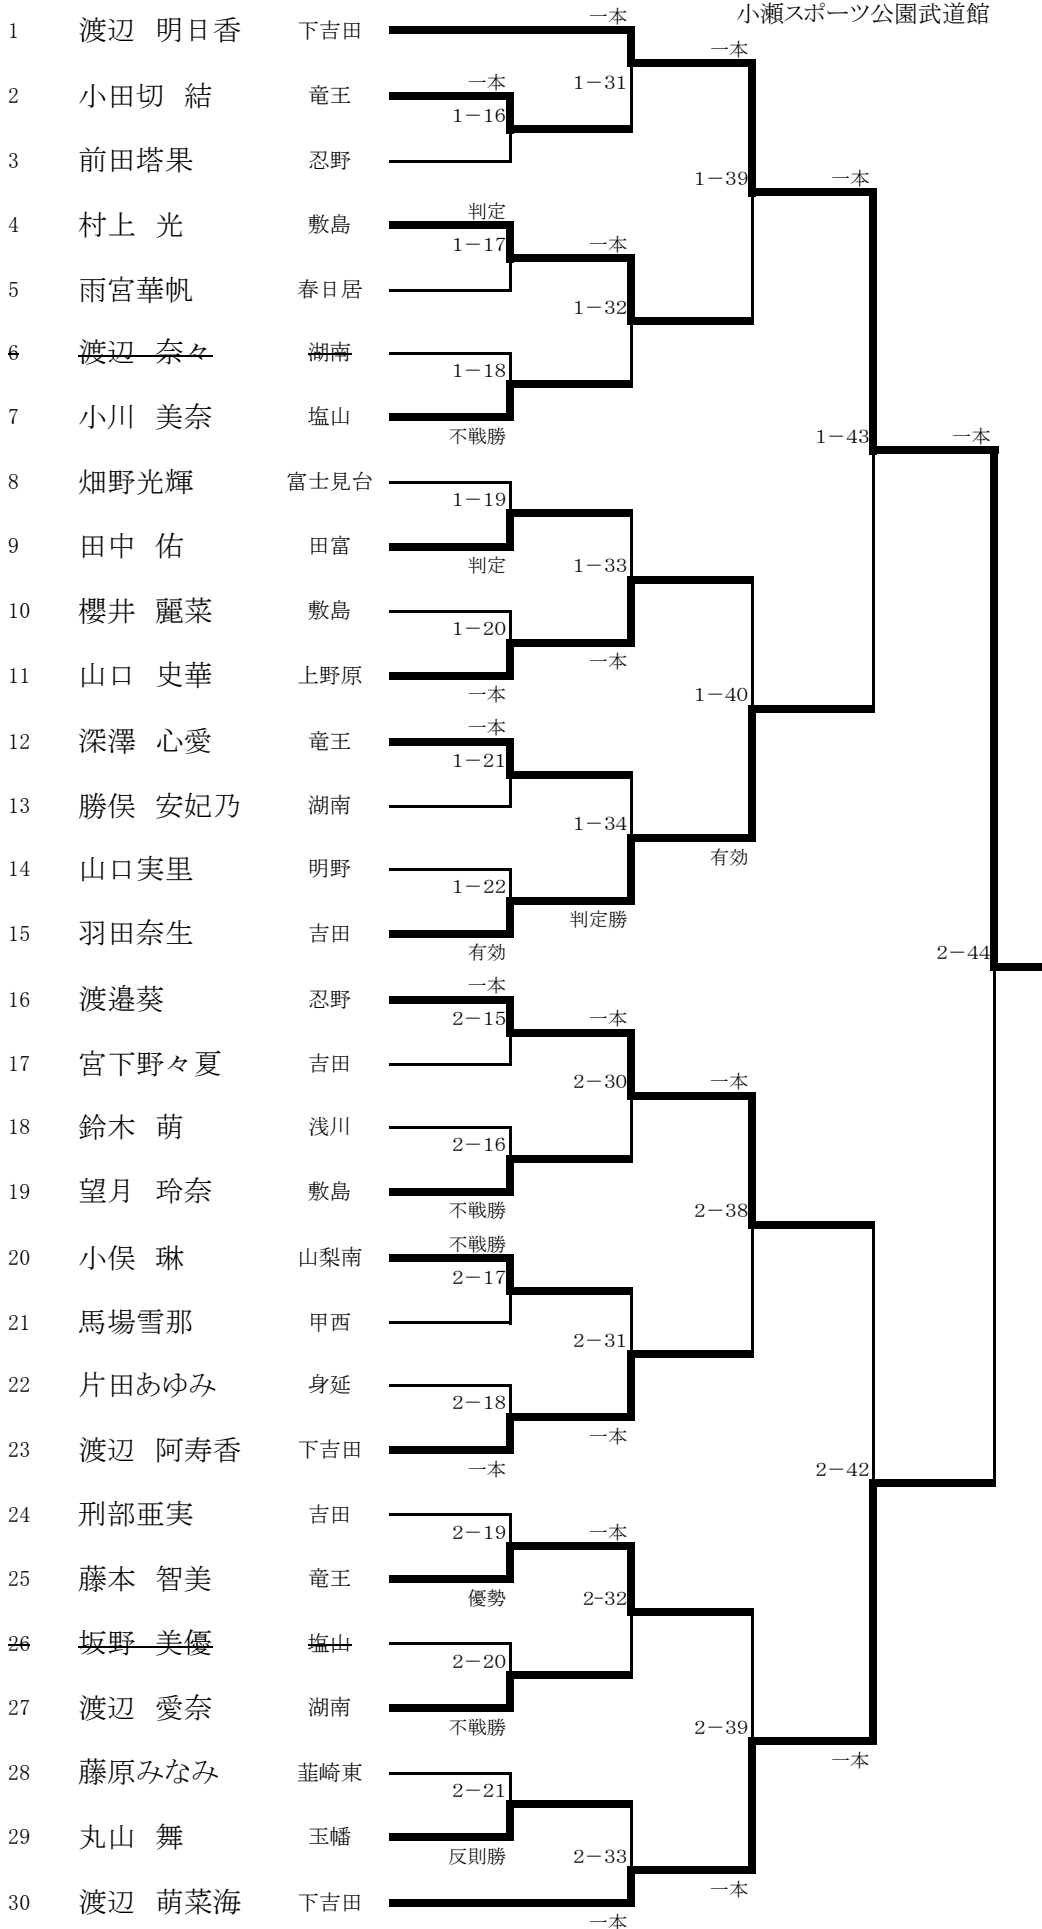 一本 小瀬スポーツ公園武道館
1 渡辺 明日香 下吉田
一本
一本 1－31
2 小田切 結 竜王
1－16
3 前田塔果 忍野
1－39 一本
判定
4 村上 光 敷島
1－17 一本
5 雨宮華帆 春日居
1－32
6 渡辺 奈々 湖南
1－18
7 小川 美奈 塩山
不戦勝 1－43 一本
8 畑野光輝 富士見台
1－19
9 田中 佑 田富
判定 1－33
10 櫻井 麗菜 敷島
1－20
一本
11 山口 史華 上野原
一本 1－40
一本
12 深澤 心愛 竜王
1－21
13 勝俣 安妃乃 湖南
1－34
有効
14 山口実里 明野
1－22
判定勝
15 羽田奈生 吉田
有効 2－44
一本
16 渡邉葵 忍野
2－15 一本
17 宮下野々夏 吉田
2－30 一本
18 鈴木 萌 浅川
2－16
19 望月 玲奈 敷島
不戦勝 2－38
不戦勝
20 小俣 琳 山梨南
2－17
21 馬場雪那 甲西
2－31
22 片田あゆみ 身延
2－18
一本
23 渡辺 阿寿香 下吉田
一本 2－42
24 刑部亜実 吉田
2－19 一本
25 藤本 智美 竜王
優勢 2-32
26 坂野 美優 塩山
2－20
27 渡辺 愛奈 湖南
不戦勝 2－39
一本
28 藤原みなみ 韮崎東
2－21
29 丸山 舞 玉幡
反則勝 2－33
一本
30 渡辺 萌菜海 下吉田
一本